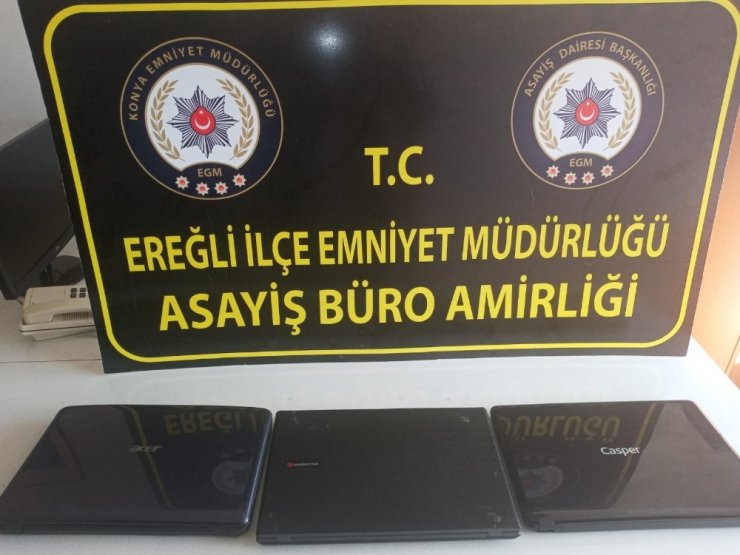 KONYA EMNİYET MÜDÜRLÜĞÜ
EGM
ASAYİŞ DAİRESİ BAŞKANLIĞI
EGM
T.C.
EREĞLİ İLÇE EMNİYET MÜDÜRLÜĞÜ
ASAYİŞ BÜRO AMİRLİĞİ
acer
Casper